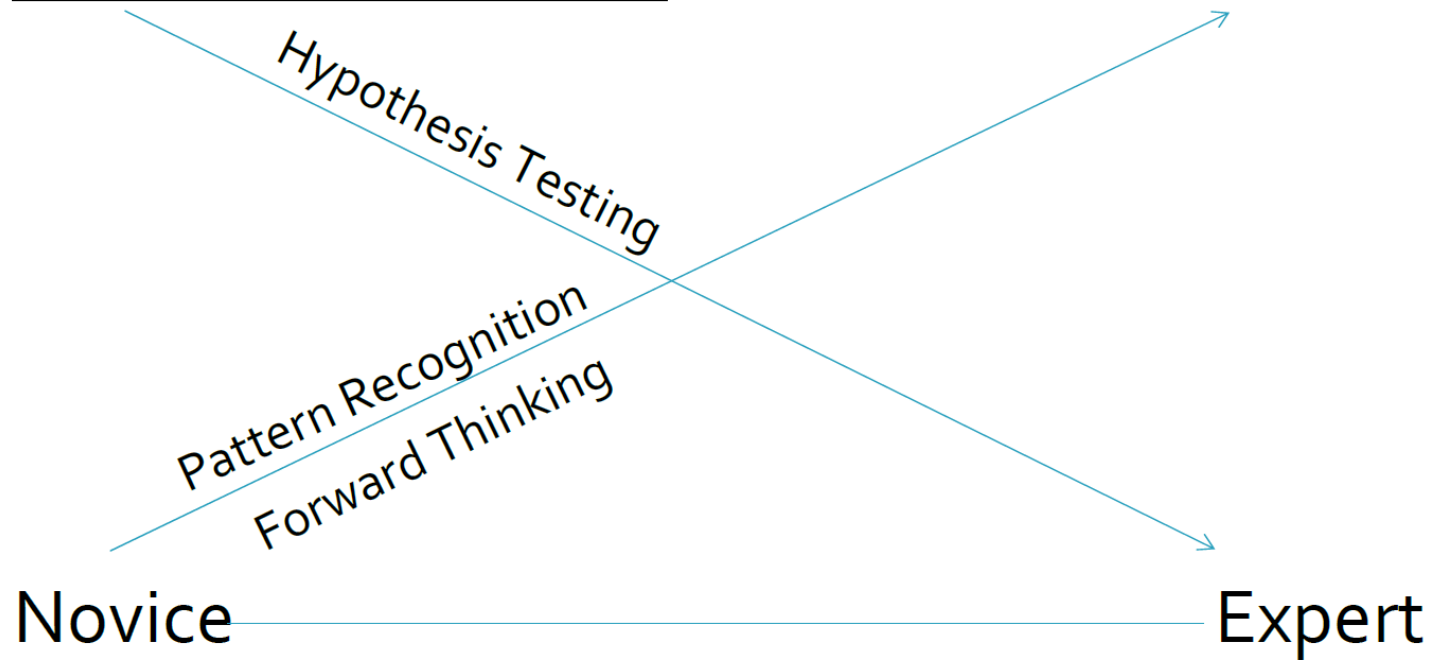 Hypothesis Testing
Pattern Recognition
Forward Thinking
Novice
Expert